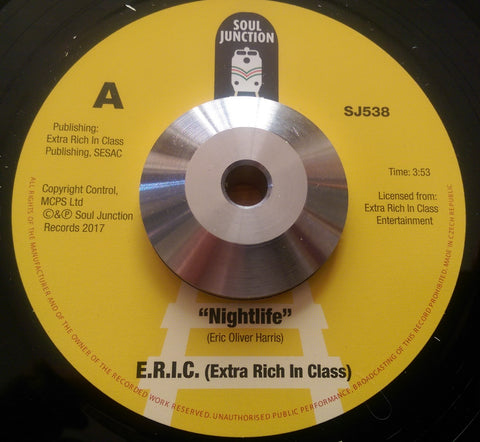 SOUL
JUNCTION
A
SJ538
Publishing:
Extra Rich In Class
Publishing, SESAC
Time: 3:53
Copyright Control,
MCPS Ltd
©&℗ Soul Junction
Records 2017
Licensed from:
Extra Rich In Class
Entertainment
“Nightlife”
(Eric Oliver Harris)
E.R.I.C. (Extra Rich In Class)
ALL RIGHTS OF THE MANUFACTURER AND OF THE OWNER OF THE RECORDED WORK RESERVED. UNAUTHORISED PUBLIC PERFORMANCE, BROADCASTING OF THIS RECORD PROHIBITED. MADE IN CZECH REPUBLIC